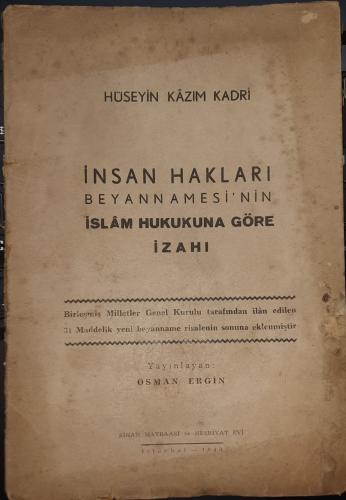 HÜSEYİN KÂZIM KADRİ
İNSAN HAKLARI
BEYANNAMESİ'NİN
İSLÂM HUKUKUNA GÖRE
İZAHI
Birleşmiş Milletler Genel Kurulu tarafından ilân edilen
31 Maddelik yeni beyanname risalenin sonuna eklenmiştir
Yayınlayan:
OSMAN ERGİN
SİNAN MATBAASI ve NEŞRİYAT EVİ
İstanbul — 1949